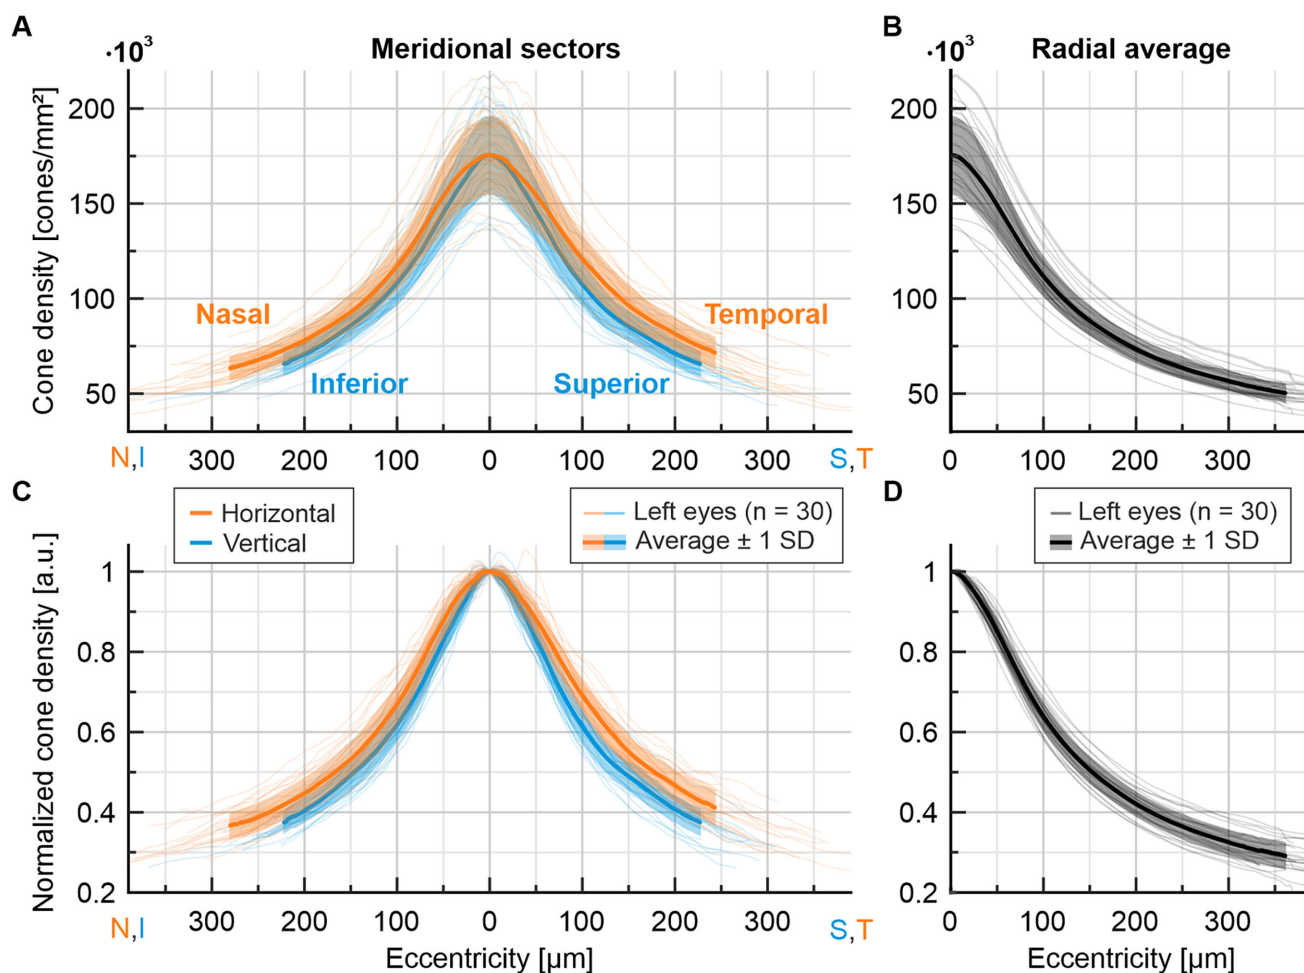 A
B
·10³
Meridional sectors
·10³
Radial average
Cone density [cones/mm²]
200
150
100
50
Nasal
Temporal
Inferior
Superior
200
150
100
50
N,I
300
200
100
0
100
200
300
S,T
0
100
200
300
C
Horizontal
Vertical
Left eyes (n = 30)
Average ± 1 SD
D
Left eyes (n = 30)
Average ± 1 SD
Normalized cone density [a.u.]
1
0.8
0.6
0.4
0.2
1
0.8
0.6
0.4
0.2
N,I
300
200
100
0
100
200
300
S,T
0
100
200
300
Eccentricity [µm]
Eccentricity [µm]